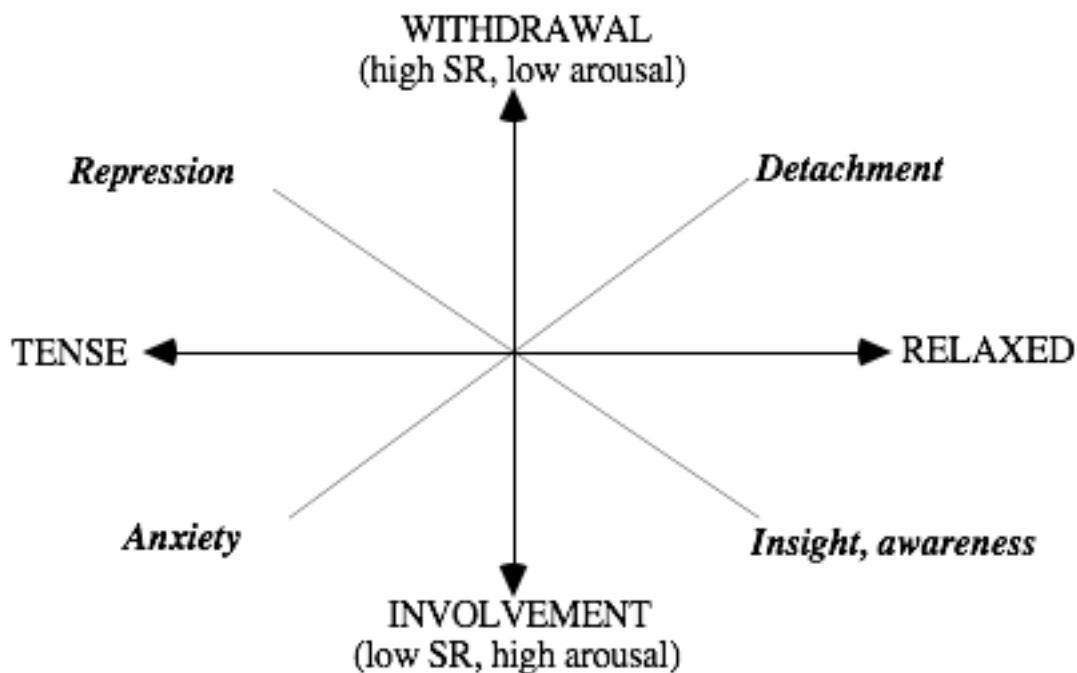 WITHDRAWAL
(high SR, low arousal)
Repression
Detachment
TENSE
RELAXED
Anxiety
Insight, awareness
INVOLVEMENT
(low SR, high arousal)